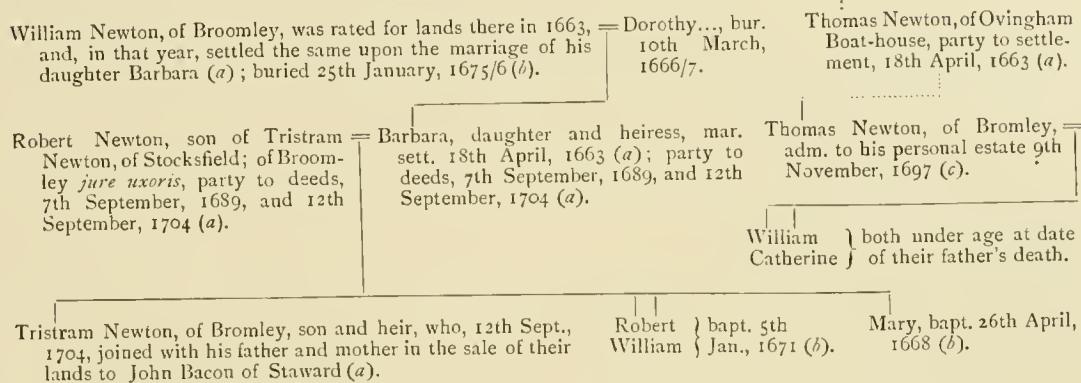 William Newton, of Broomley, was rated for lands there in 1663,
and, in that year, settled the same upon the marriage of his
daughter Barbara (a) ; buried 25th January, 1675/6 (b).
= Dorothy..., bur.
10th March,
1666/7.
Thomas Newton, of Ovingham
Boat-house, party to settle-
ment, 18th April, 1663 (a).
Robert Newton, son of Tristram
Newton, of Stocksfield; of Broom-
ley jure uxoris, party to deeds,
7th September, 1689, and 12th
September, 1704 (a).
= Barbara, daughter and heiress, mar.
sett. 18th April, 1663 (a); party to
deeds, 7th September, 1689, and 12th
September, 1704 (a).
Thomas Newton, of Bromley, =
adm. to his personal estate 9th
November, 1697 (c).
William } both under age at date
Catherine } of their father's death.
Tristram Newton, of Bromley, son and heir, who, 12th Sept.,
1704, joined with his father and mother in the sale of their
lands to John Bacon of Staward (a).
Robert } bapt. 5th
William } Jan., 1671 (b).
Mary, bapt. 26th April,
1668 (b).